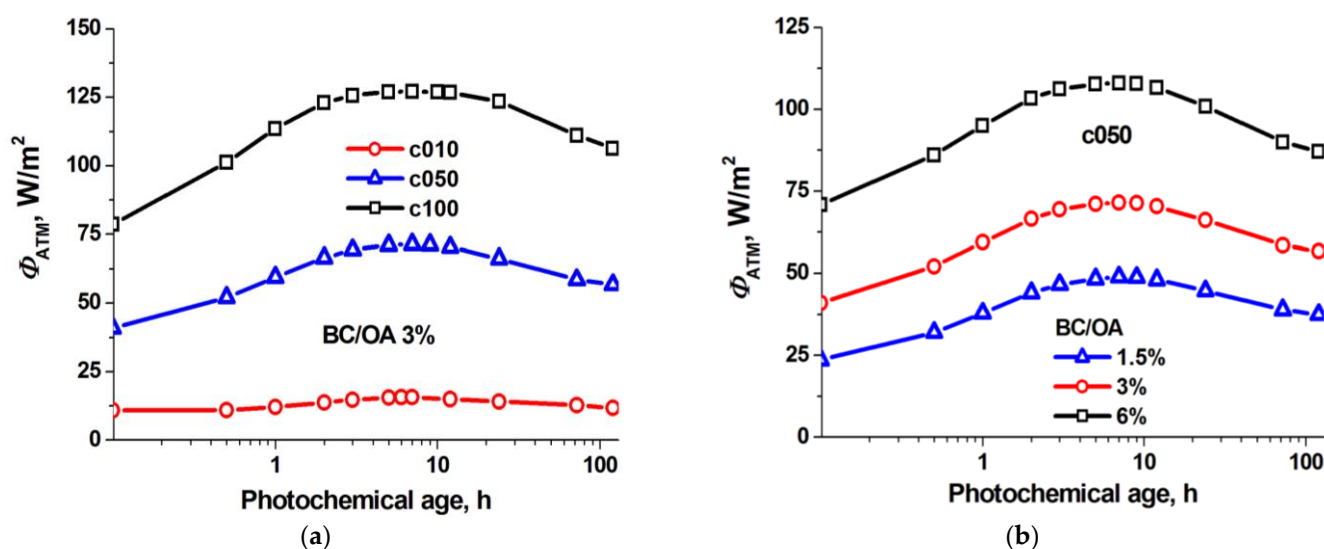 150
125
100
75
50
25
0
Φ_ATM, W/m²
c010
c050
c100
BC/OA 3%
1
10
100
Photochemical age, h
(a)
125
100
75
50
25
0
Φ_ATM, W/m²
c050
BC/OA
1.5%
3%
6%
1
10
100
Photochemical age, h
(b)